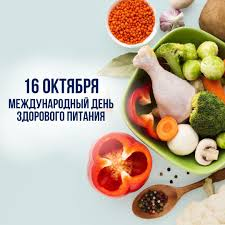 16 ОКТЯБРЯ
МЕЖДУНАРОДНЫЙ ДЕНЬ
ЗДОРОВОГО ПИТАНИЯ